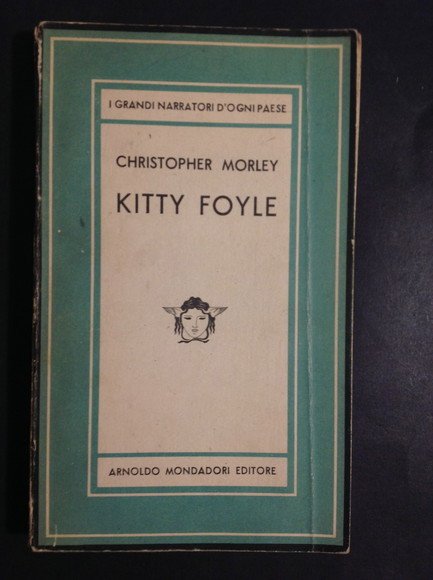 I GRANDI NARRATORI D'OGNI PAESE
CHRISTOPHER MORLEY
KITTY FOYLE
ARNOLDO MONDADORI EDITORE